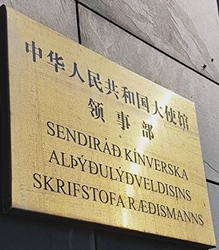 中华人民共和国大使馆
领事部
SENDIRÁÐ KÍNVERSKA
ALÞÝÐULÝÐVELDISINS
SKRIFSTOFA RÆÐISMANNS